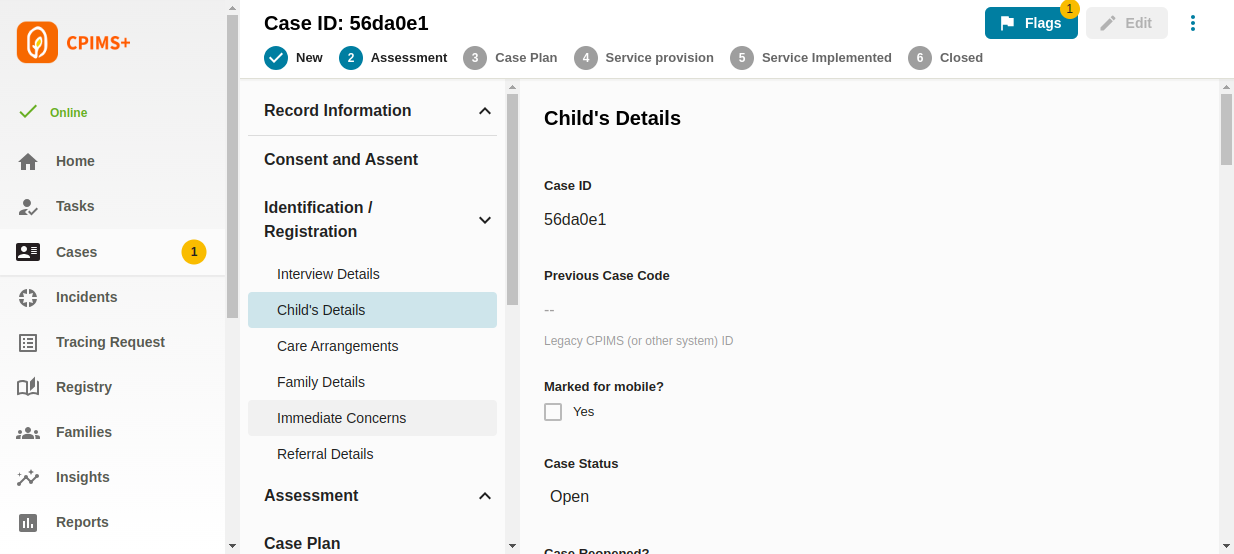 CPIMS+
Online
Home
Tasks
Cases
1
Incidents
Tracing Request
Registry
Families
Insights
Reports
Case ID: 56da0e1
Flags
1
Edit
New
2 Assessment
3 Case Plan
4 Service provision
5 Service Implemented
6 Closed
Record Information
Consent and Assent
Identification /
Registration
Interview Details
Child's Details
Care Arrangements
Family Details
Immediate Concerns
Referral Details
Assessment
Case Plan
Child's Details
Case ID
56da0e1
Previous Case Code
--
Legacy CPIMS (or other system) ID
Marked for mobile?
Yes
Case Status
Open
Case Reopened?